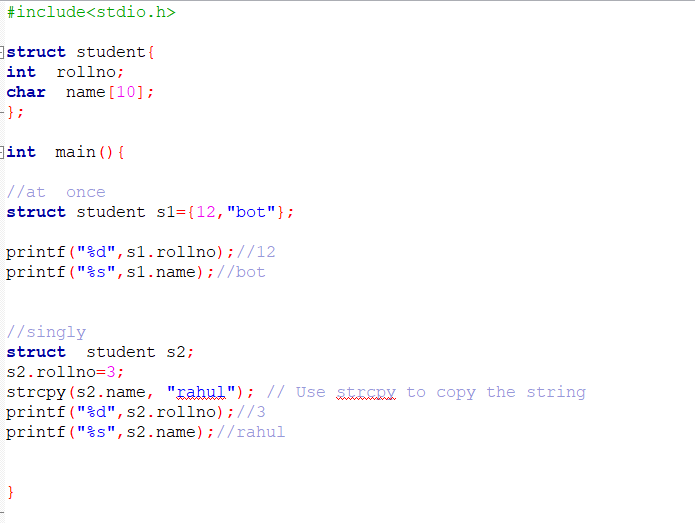 #include<stdio.h>
struct student{
int  rollno;
char  name[10];
};
int  main(){
//at  once
struct student s1={12,"bot"};
printf("%d",s1.rollno);//12
printf("%s",s1.name);//bot
//singly
struct  student s2;
s2.rollno=3;
strcpy(s2.name, "rahul"); // Use strcpy to copy the string
printf("%d",s2.rollno);//3
printf("%s",s2.name);//rahul
}